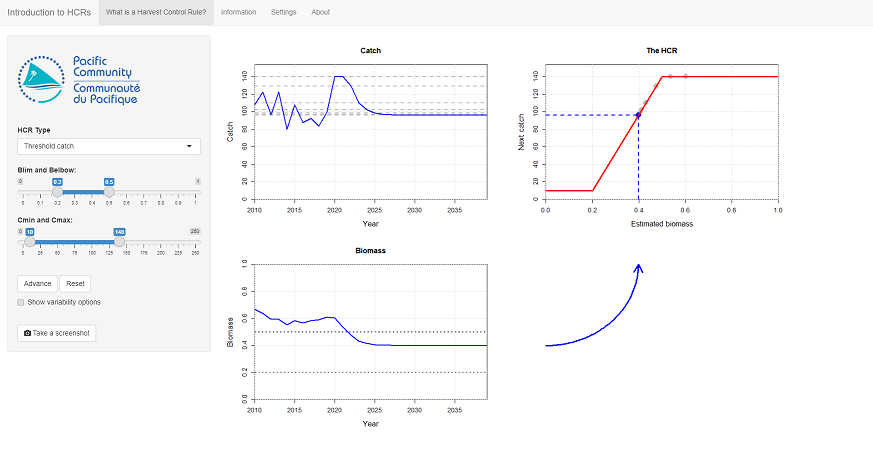 Introduction to HCRs What is a Harvest Control Rule? Information Settings About
Pacific
Community
Communauté
du Pacifique
HCR Type
Threshold catch
Blim and Belbow:
0 0.2 0.5 1
0 0.1 0.2 0.3 0.4 0.5 0.6 0.7 0.8 0.9 1
Cmin and Cmax:
0 10 140 250
0 25 50 75 100 125 150 175 200 225 250
Advance Reset
Show variability options
Take a screenshot
Catch
Catch
140
120
100
80
60
40
20
0
2010 2015 2020 2025 2030 2035
Year
The HCR
Next catch
140
120
100
80
60
40
20
0
0.0 0.2 0.4 0.6 0.8 1.0
Estimated biomass
Biomass
Biomass
1.0
0.8
0.6
0.4
0.2
0.0
2010 2015 2020 2025 2030 2035
Year